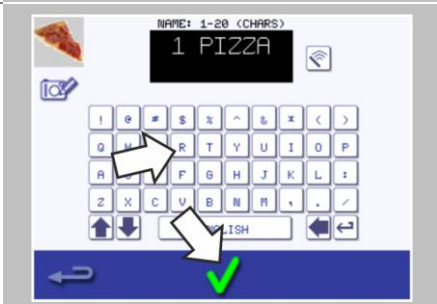 NAME: 1-20 (CHARS)
1 PIZZA
! @ # $ % ^ & * ( )
Q W R T Y U I O P
A F G H J K L :
Z X C V B N M , . /
LISH